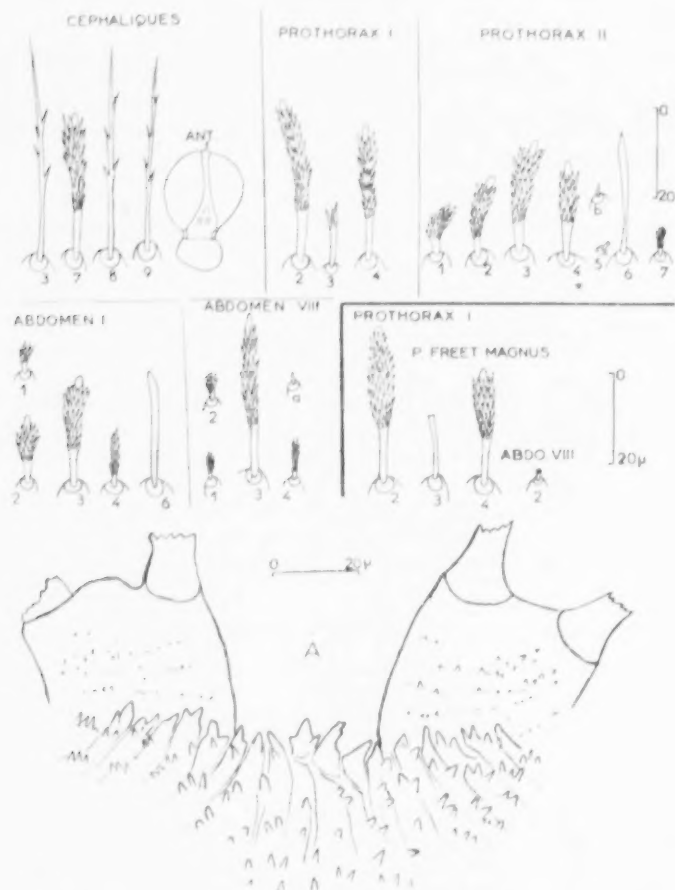 CEPHALIQUES
ANT
3 7 8 9
PROTHORAX I
2 3 4
PROTHORAX II
0
20
b
1 2 3 4 5 6 7
ABDOMEN I
1
2 3 4 6
ABDOMEN VIII
2 a
1 3 4
PROTHORAX I
P. FREETMAGNUS
0
20µ
ABDO VIII
2 3 4 2
0 20µ
A